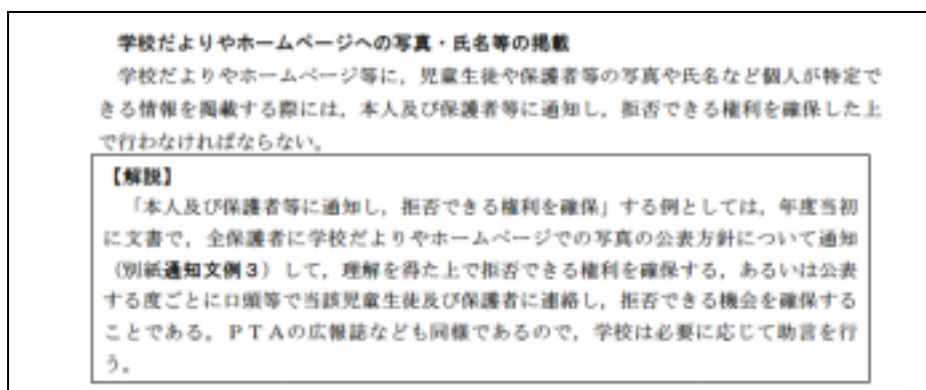 学校だよりやホームページへの写真・氏名等の掲載
学校だよりやホームページ等に，児童生徒や保護者等の写真や氏名など個人が特定で
きる情報を掲載する際には，本人及び保護者等に通知し，拒否できる権利を確保した上
で行わなければならない。
【解説】
「本人及び保護者等に通知し，拒否できる権利を確保」する例としては，年度当初
に文書で，全保護者に学校だよりやホームページでの写真の公表方針について通知
（別紙通知文例３）して，理解を得た上で拒否できる権利を確保する，あるいは公表
する度ごとに口頭等で当該児童生徒及び保護者に連絡し，拒否できる機会を確保する
ことである。ＰＴＡの広報誌なども同様であるので，学校は必要に応じて助言を行
う。